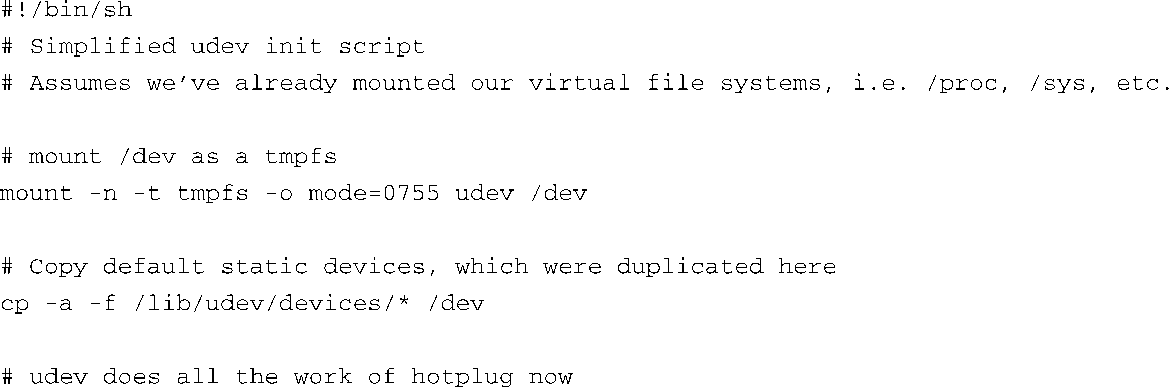 #!/bin/sh
# Simplified udev init script
# Assumes we’ve already mounted our virtual file systems, i.e. /proc, /sys, etc.
# mount /dev as a tmpfs
mount -n -t tmpfs -o mode=0755 udev /dev
# Copy default static devices, which were duplicated here
cp -a -f /lib/udev/devices/* /dev
# udev does all the work of hotplug now